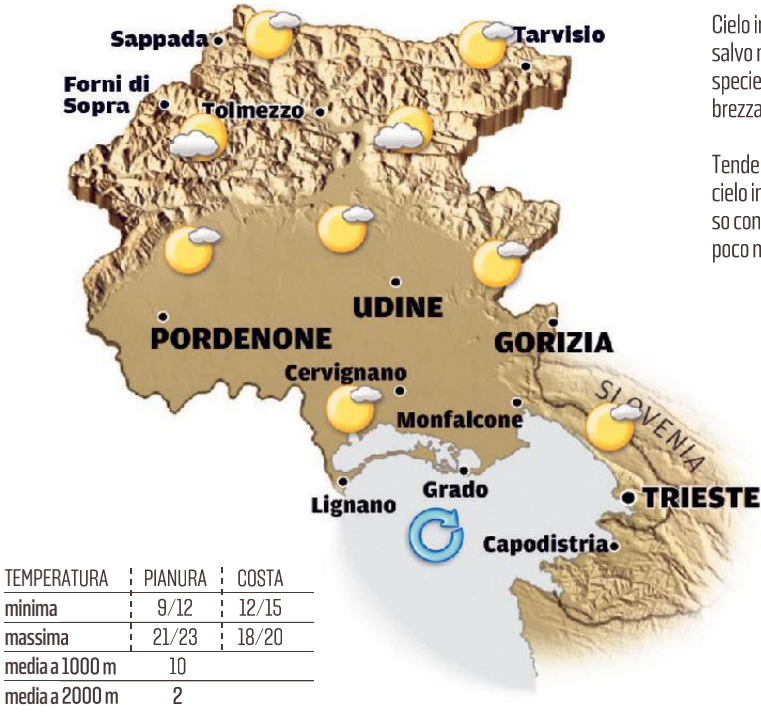 Sappada
Tarvisio
Forni di
Sopra
Tolmezzo
UDINE
PORDENONE
GORIZIA
Cervignano
Monfalcone
SLOVENIA
Lignano
Grado
TRIESTE
Capodistria
TEMPERATURA PIANURA COSTA
minima 9/12 12/15
massima 21/23 18/20
media a 1000 m 10
media a 2000 m 2
Cielo
salvo
specie
brezza
Tende
cielo
so con
poco